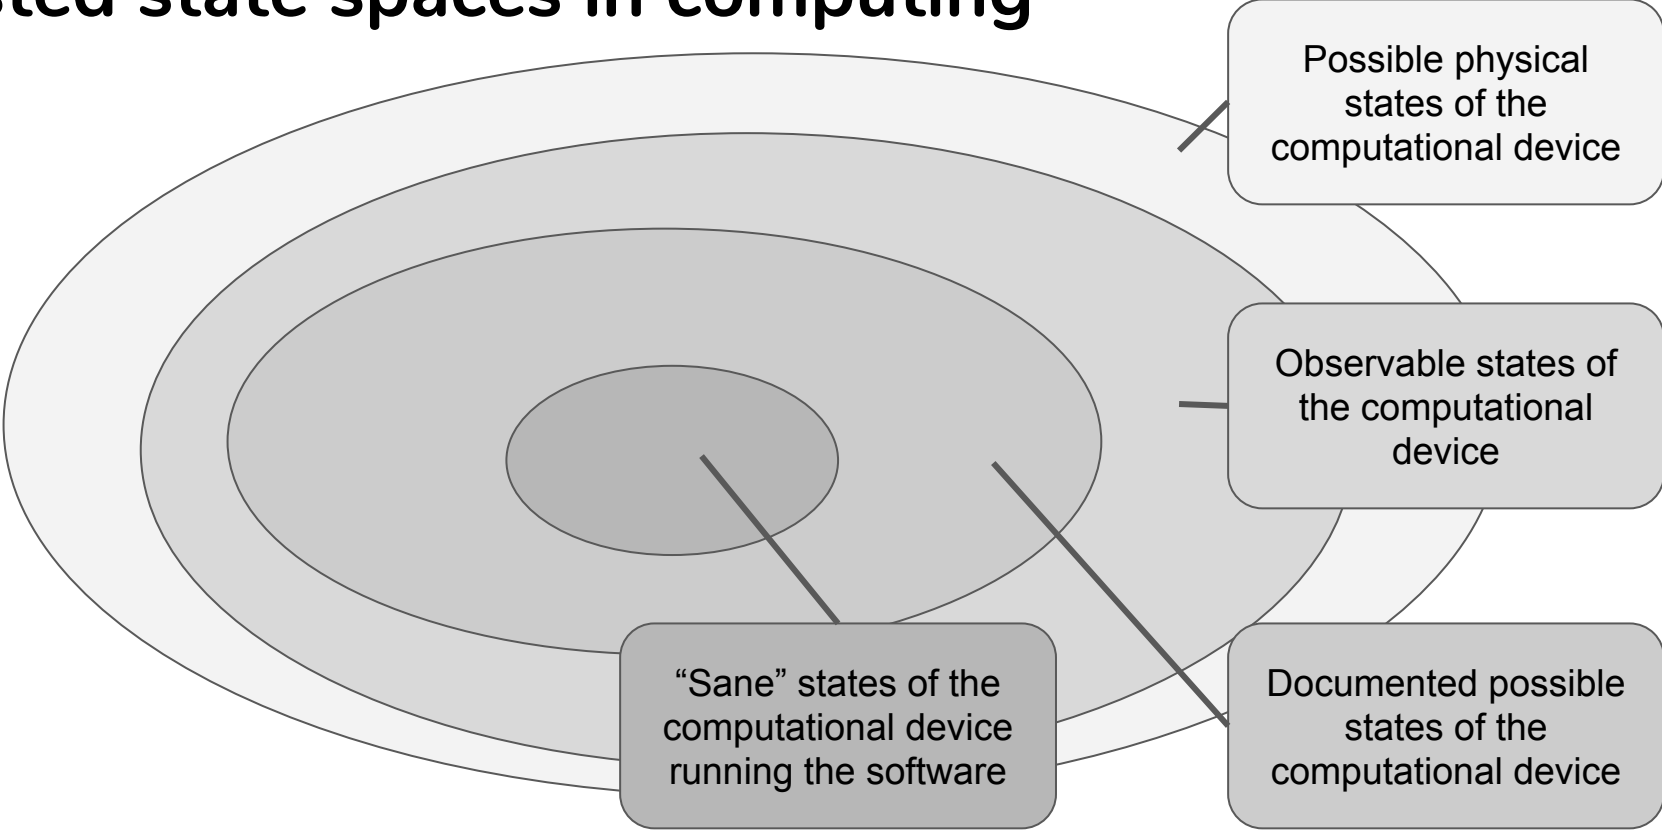 state spaces in computing
Possible physical
states of the
computational device
Observable states of
the computational
device
“Sane” states of the
computational device
running the software
Documented possible
states of the
computational device